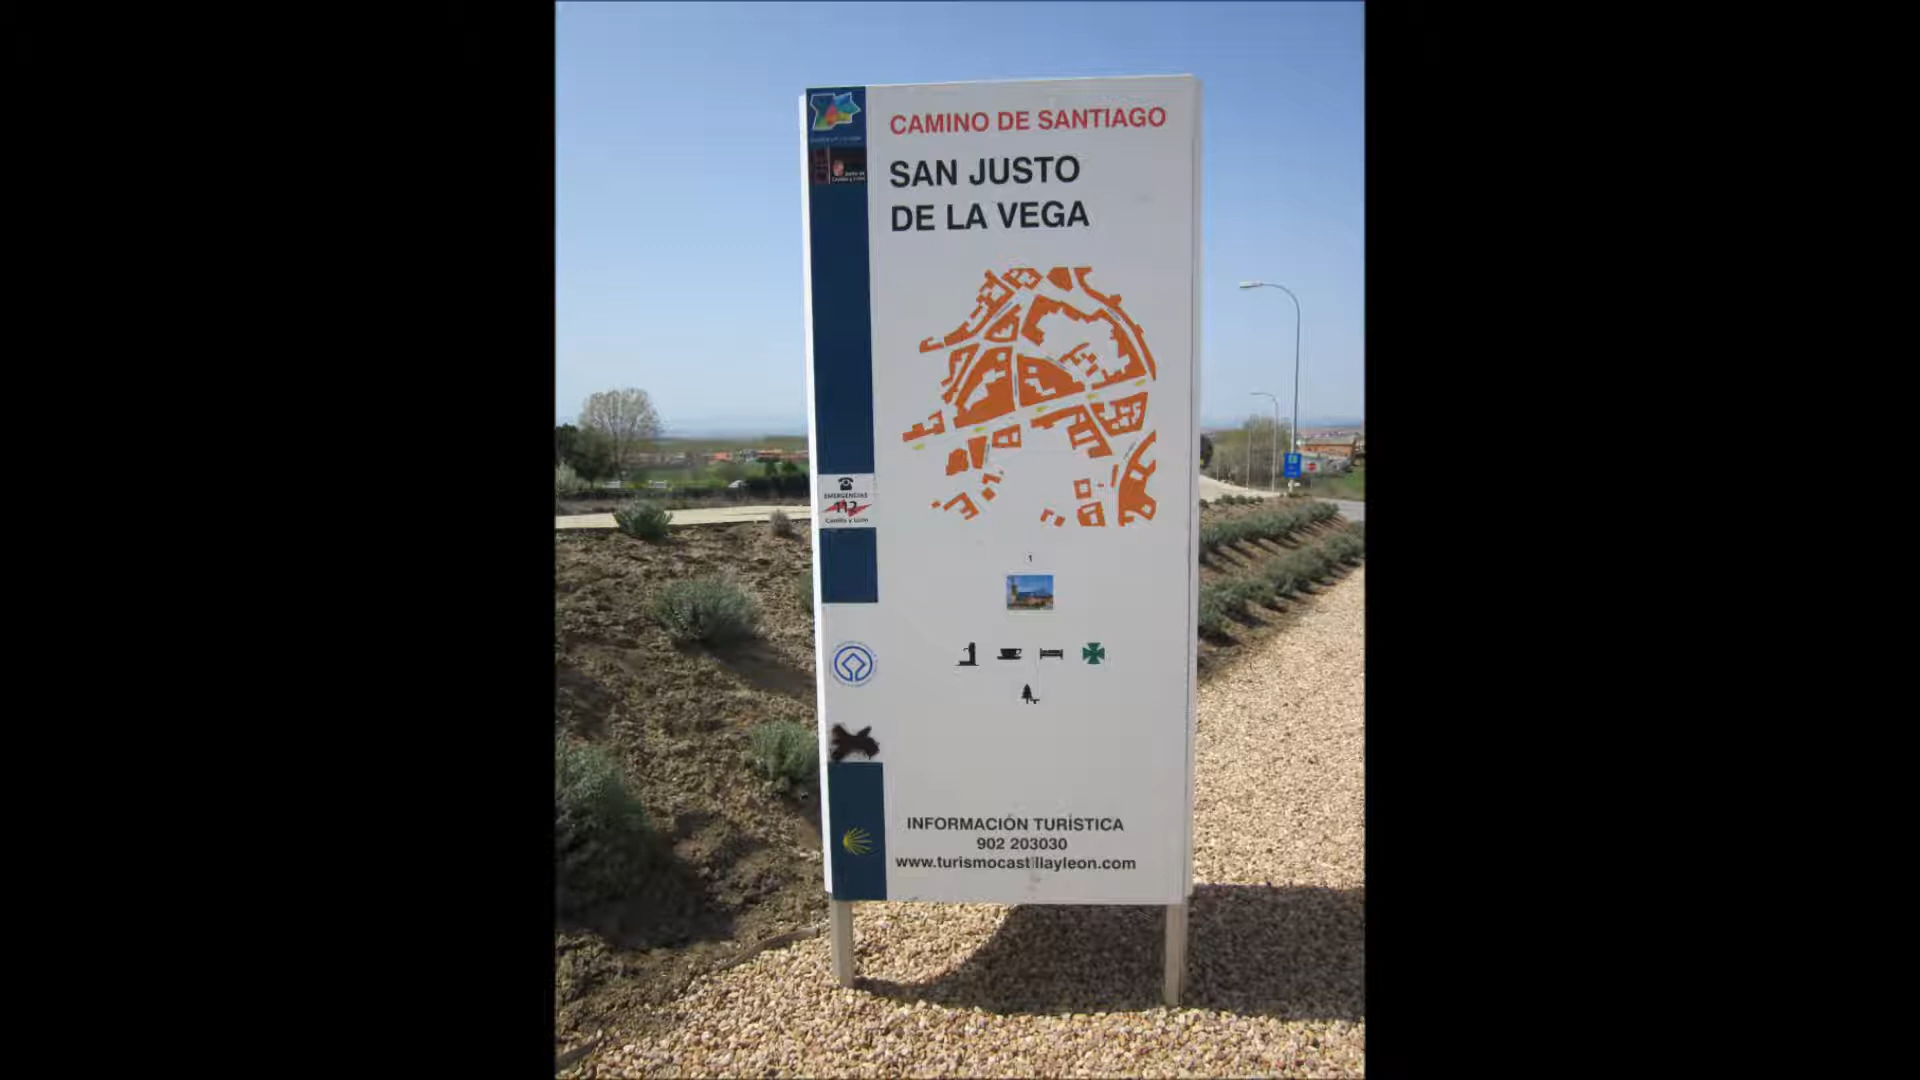 CAMINO DE SANTIAGO
SAN JUSTO
DE LA VEGA
EMERGENCIAS
112
Castilla y León
1
INFORMACIÓN TURÍSTICA
902 203030
www.turismocastillayleon.com